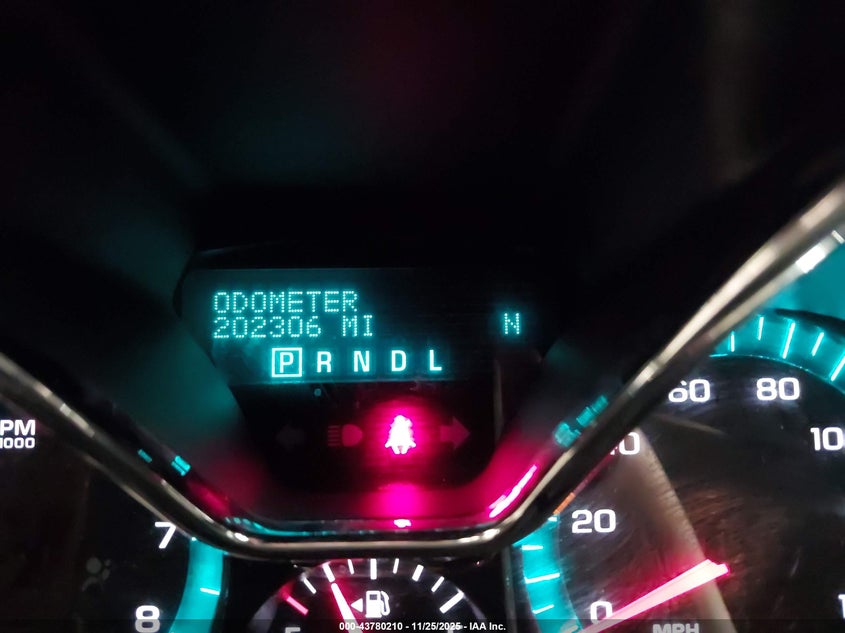 ODOMETER
202306 MI
N
P R N D L
PM
1000
60
80
20
7
8
0
MPH
000-43780210 - 11/25/2025 - IAA Inc.